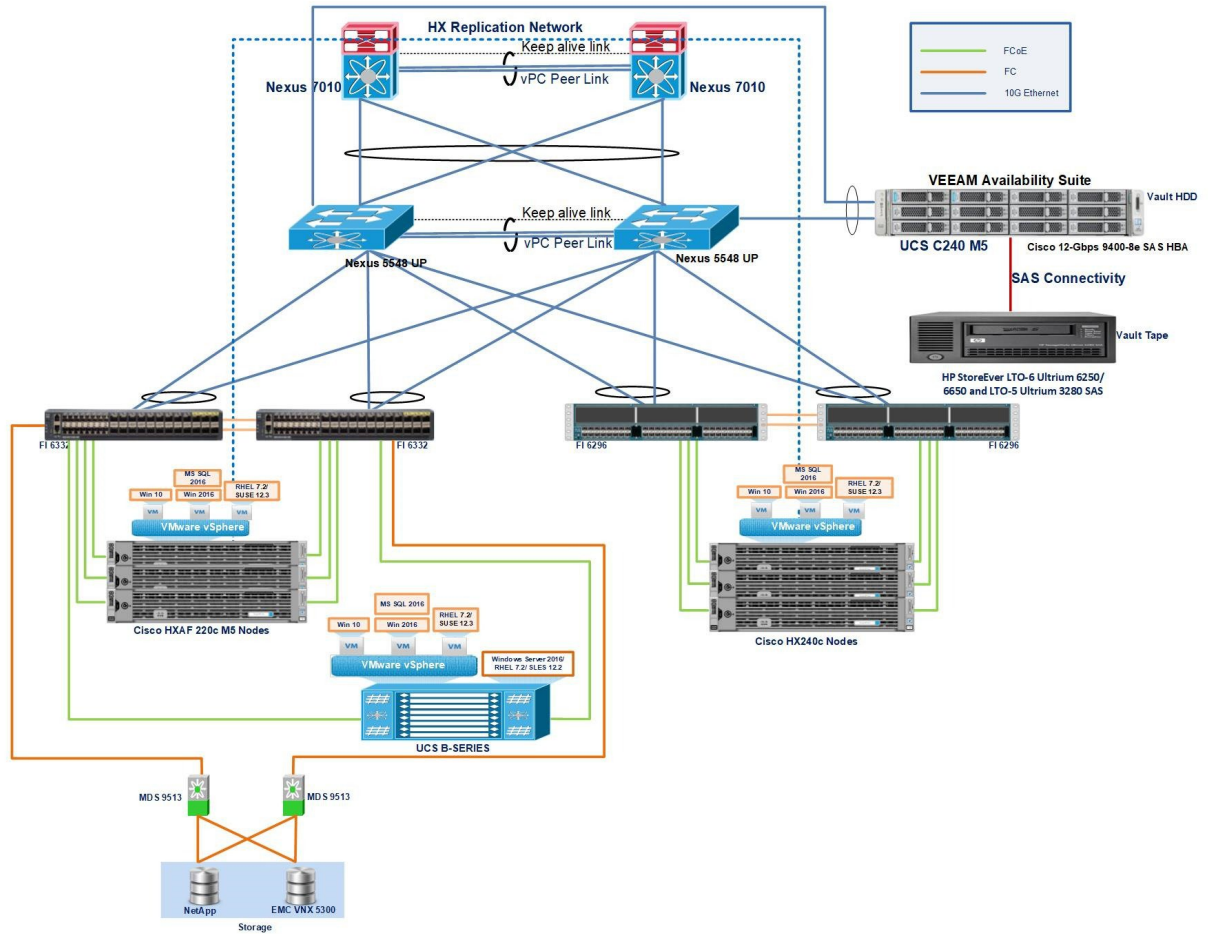 HX Replication Network
Keep alive link
vPC Peer Link
Nexus 7010
Nexus 7010
FCoE
FC
10G Ethernet
VEEAM Availability Suite
Vault HDD
UCS C240 M5
Cisco 12-Gbps 9400-8e SAS HBA
SAS Connectivity
Vault Tape
HP StoreEver LTO-6 Ultrium 6250/
6650 and LTO-5 Ultrium 3280 SAS
Keep alive link
vPC Peer Link
Nexus 5548 UP
Nexus 5548 UP
FI 6332
FI 6332
FI 6296
FI 6296
MS SQL
2016
Win 10
Win 2016
RHEL 7.2/
SUSE 12.3
VM
VM
VM
VMware vSphere
Cisco HXAF 220c M5 Nodes
MS SQL
2016
Win 10
Win 2016
RHEL 7.2/
SUSE 12.3
VM
VM
VM
VMware vSphere
Cisco HX240c Nodes
MS SQL 2016
Win 10
Win 2016
RHEL 7.2/
SUSE 12.3
VM
VM
VM
VMware vSphere
Windows Server 2016/
RHEL 7.2/ SLES 12.2
UCS B-SERIES
MDS 9513
MDS 9513
NetApp
EMC VNX 5300
Storage